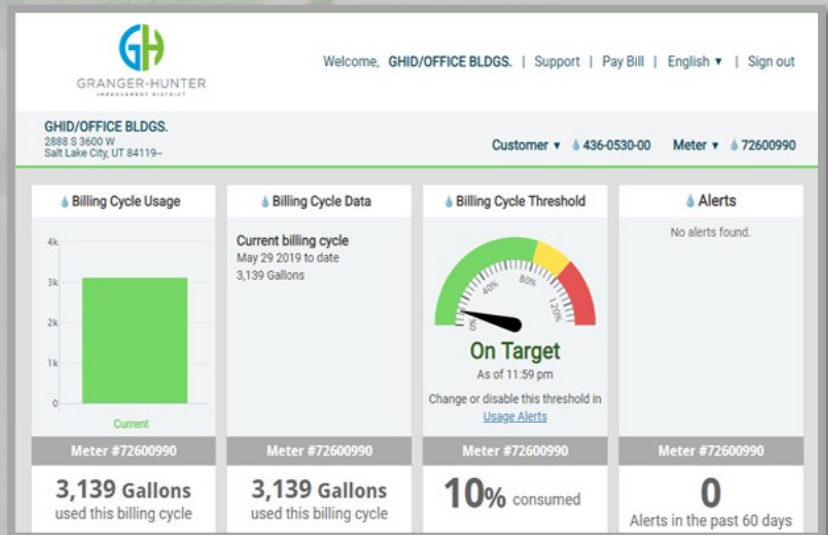 GH
GRANGER-HUNTER
IMPROVEMENT DISTRICT
Welcome, GHID/OFFICE BLDGS. | Support | Pay Bill | English ▼ | Sign out
GHID/OFFICE BLDGS.
2888 S 3600 W
Salt Lake City, UT 84119--
Customer ▼ 436-0530-00 Meter ▼ 72600990
Billing Cycle Usage
4k
3k
2k
1k
0
Current
Meter #72600990
3,139 Gallons
used this billing cycle
Billing Cycle Data
Current billing cycle
May 29 2019 to date
3,139 Gallons
Meter #72600990
3,139 Gallons
used this billing cycle
Billing Cycle Threshold
0%
40%
80%
120%
On Target
As of 11:59 pm
Change or disable this threshold in
Usage Alerts
Meter #72600990
10% consumed
Alerts
No alerts found.
Meter #72600990
0
Alerts in the past 60 days